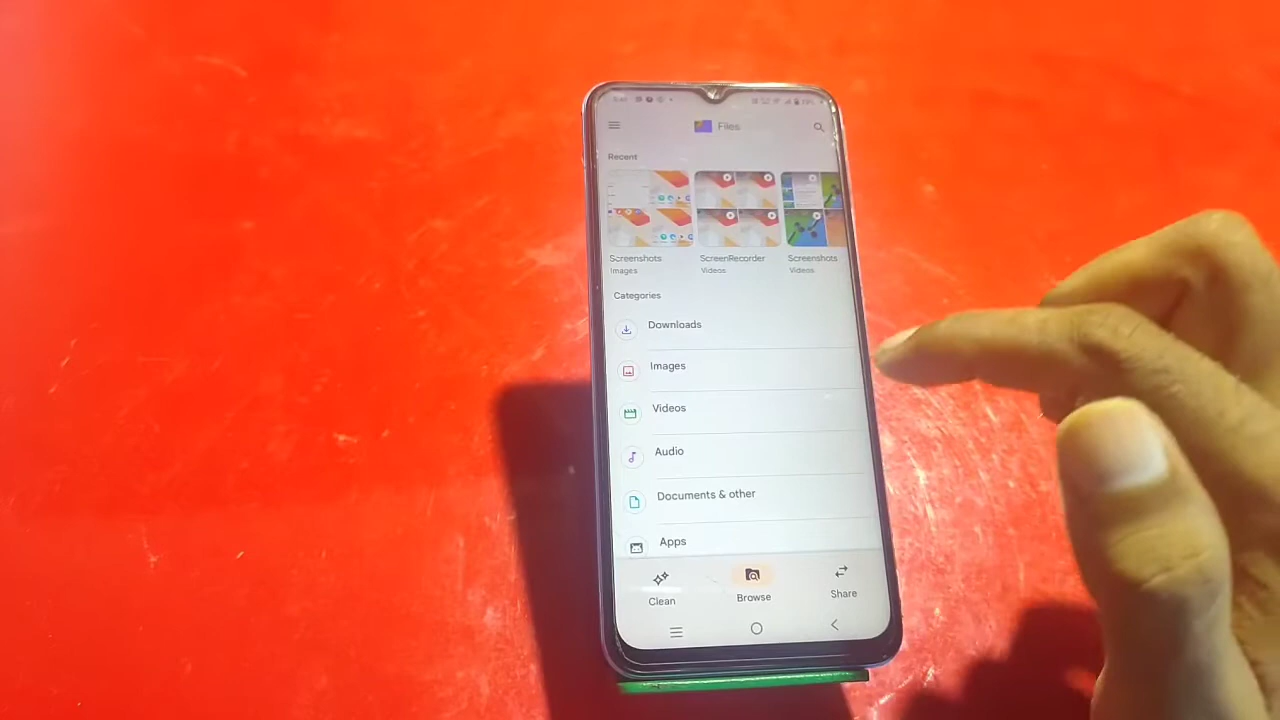 Files
Recent
Screenshots
Images
ScreenRecorder
Videos
Screenshots
Videos
Categories
Downloads
Images
Videos
Audio
Documents & other
Apps
Clean
Browse
Share